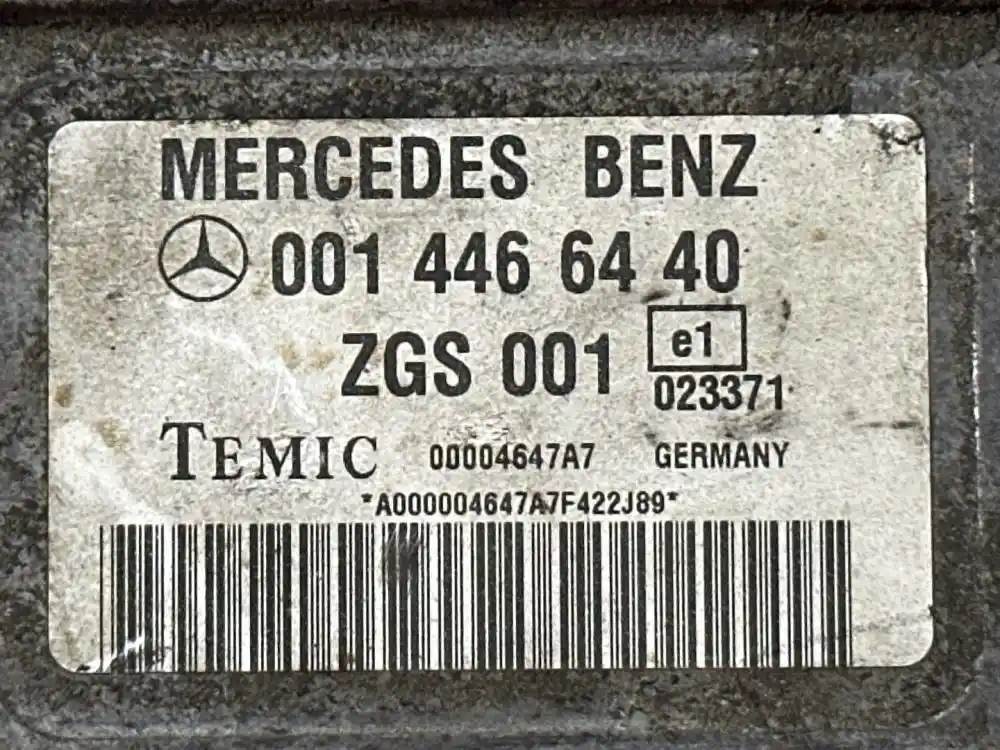 MERCEDES BENZ
001 446 64 40
ZGS 001 e1
023371
TEMIC 00004647A7 GERMANY
*A000004647A7F422J89*